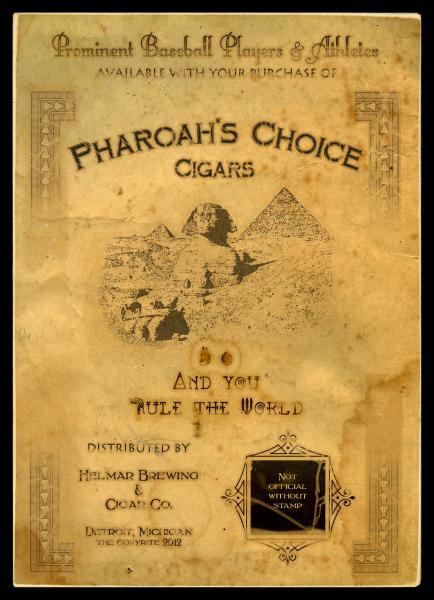 Prominent Baseball Players & Athletes
AVAILABLE WITH YOUR PURCHASE OF
PHAROAH'S CHOICE
CIGARS
AND YOU
RULE THE WORLD
DISTRIBUTED BY
HELMAR BREWING
&
CIGAR CO.
DETROIT, MICHIGAN
THE COPYRITE 2012
NOT
OFFICIAL
WITHOUT
STAMP